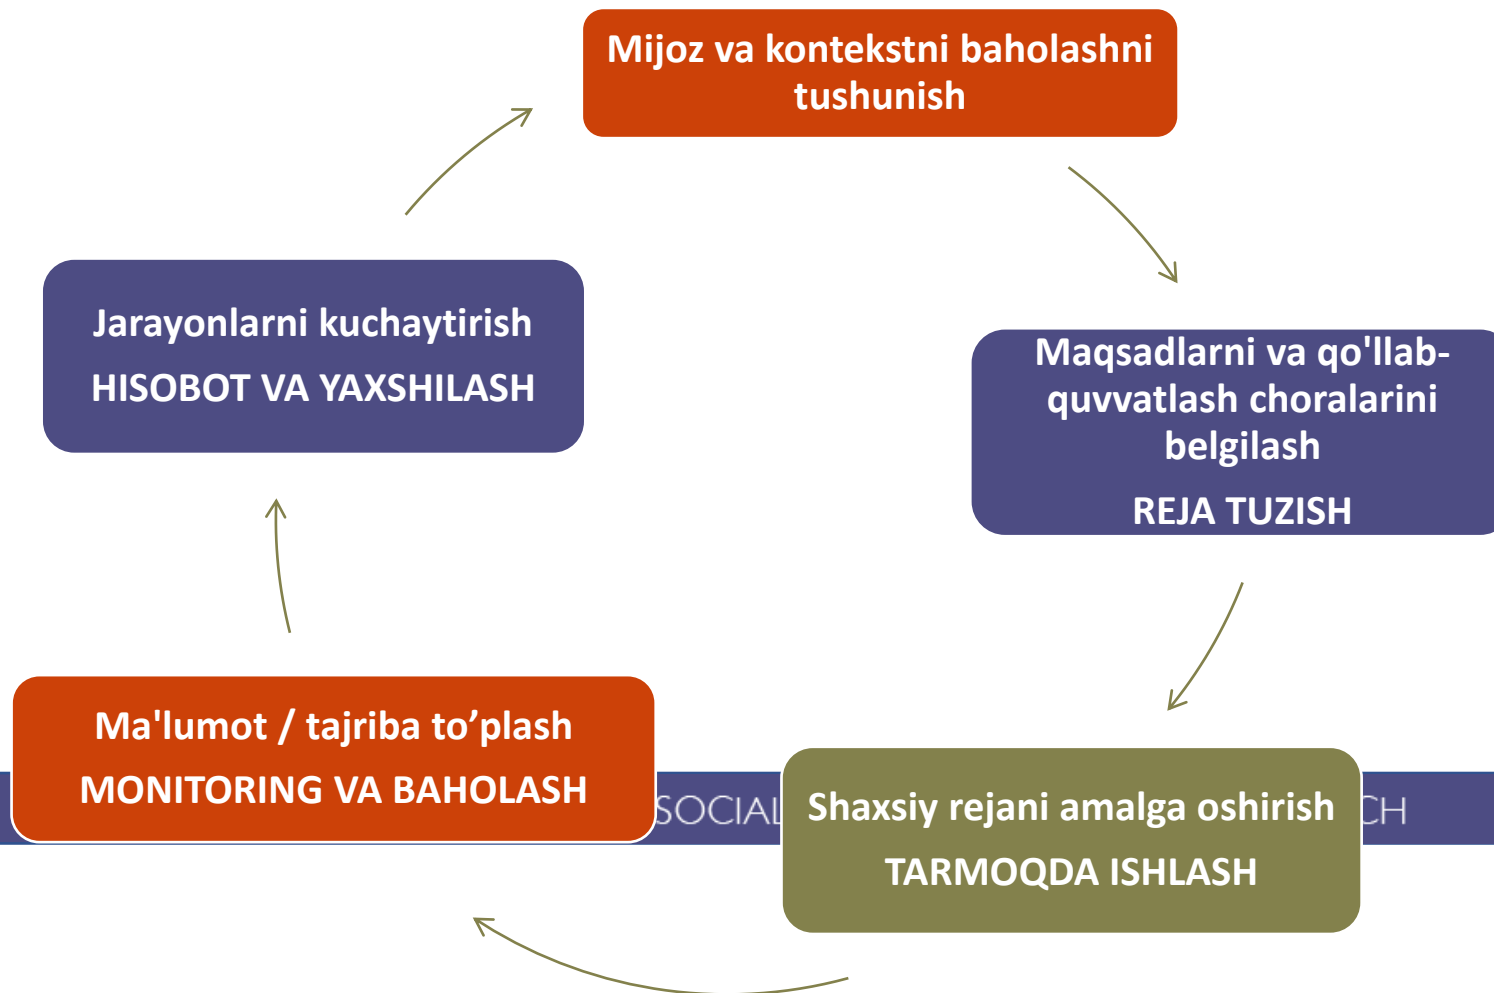 Mijoz va kontekstni baholashni
tushunish
Maqsadlarni va qo'llab-
quvvatlash choralarini
belgilash
REJA TUZISH
Shaxsiy rejani amalga oshirish
TARMOQDA ISHLASH
Ma'lumot / tajriba to’plash
MONITORING VA BAHOLASH
Jarayonlarni kuchaytirish
HISOBOT VA YAXSHILASH
SOCIAL